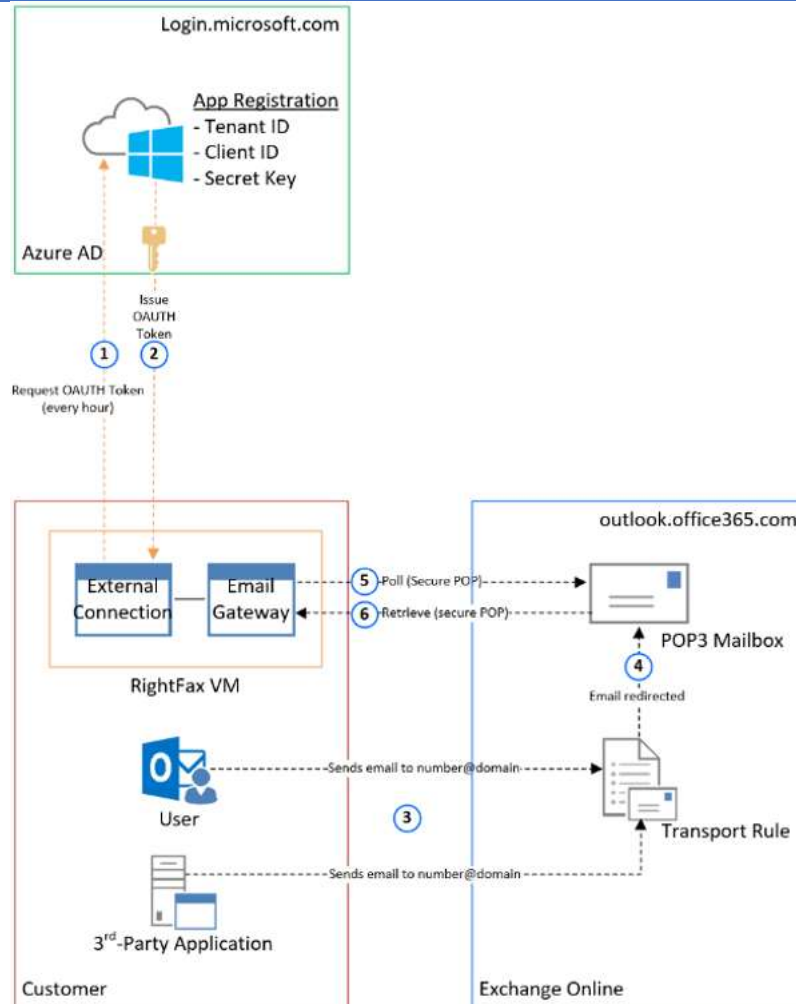 Login.microsoft.com
App Registration
- Tenant ID
- Client ID
- Secret Key
Azure AD
Issue
OAUTH
Token
1
2
Request OAUTH Token
(every hour)
outlook.office365.com
External
Connection
Email
Gateway
5
Poll (Secure POP)
6
Retrieve (secure POP)
POP3 Mailbox
RightFax VM
4
Email redirected
O
Sends email to number@domain
User
3
Transport Rule
Sends email to number@domain
3rd-Party Application
Customer
Exchange Online